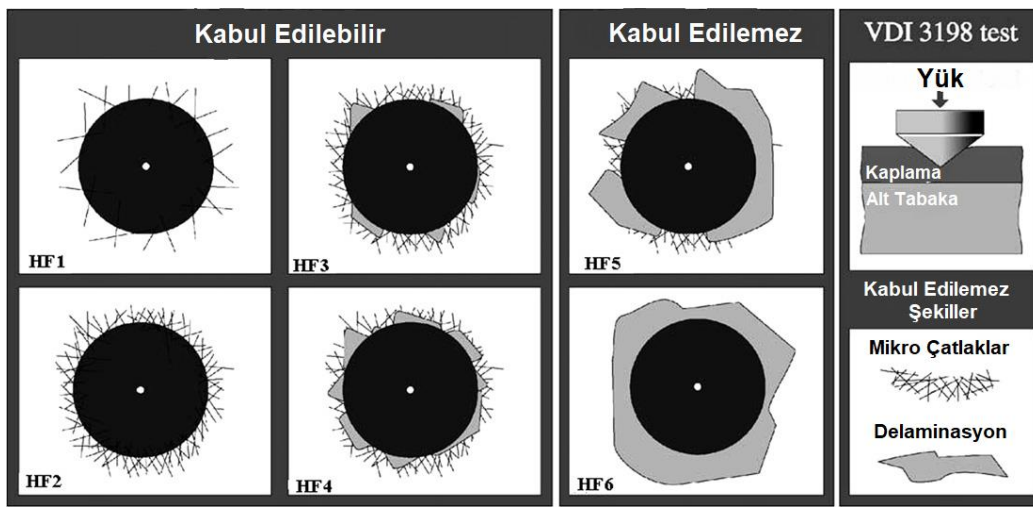 Kabul Edilebilir
HF1
HF3
HF2
HF4
Kabul Edilemez
HF5
HF6
VDI 3198 test
Yük
Kaplama
Alt Tabaka
Kabul Edilemez
Şekiller
Mikro Çatlaklar
Delaminasyon